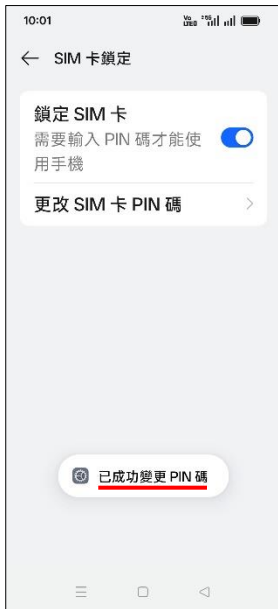 10:01
SIM 卡鎖定
鎖定 SIM 卡
需要輸入 PIN 碼才能使
用手機
更改 SIM 卡 PIN 碼
已成功變更 PIN 碼